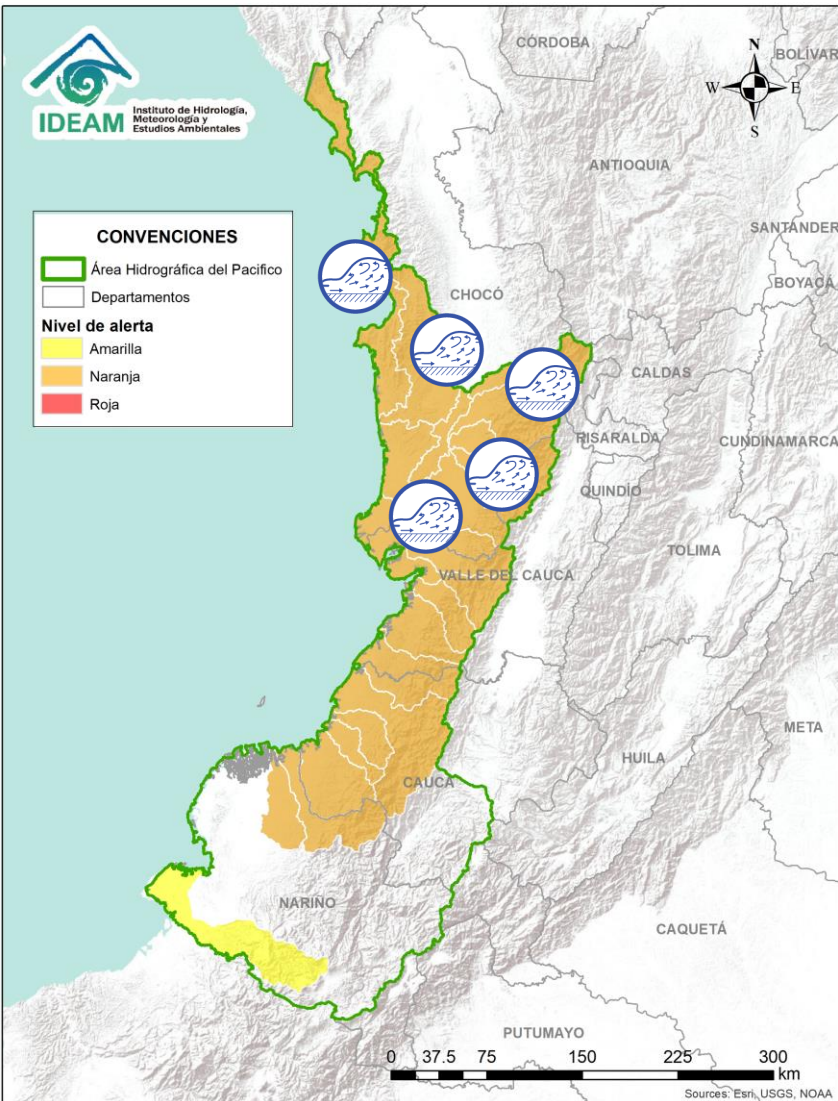 IDEAM
Instituto de Hidrología,
Meteorología y
Estudios Ambientales
CÓRDOBA
BOLÍVAR
N
W
E
S
ANTIOQUIA
SANTANDER
BOYACÁ
CONVENCIONES
Área Hidrográfica del Pacifico
Departamentos
Nivel de alerta
Amarilla
Naranja
Roja
CHOCÓ
CALDAS
RISARALDA
CUNDINAMARCA
QUINDÍO
TOLIMA
VALLE DEL CAUCA
META
HUILA
CAUCA
NARIÑO
CAQUETÁ
PUTUMAYO
0 37.5 75 150 225 300
km
Sources: Esri, USGS, NOAA